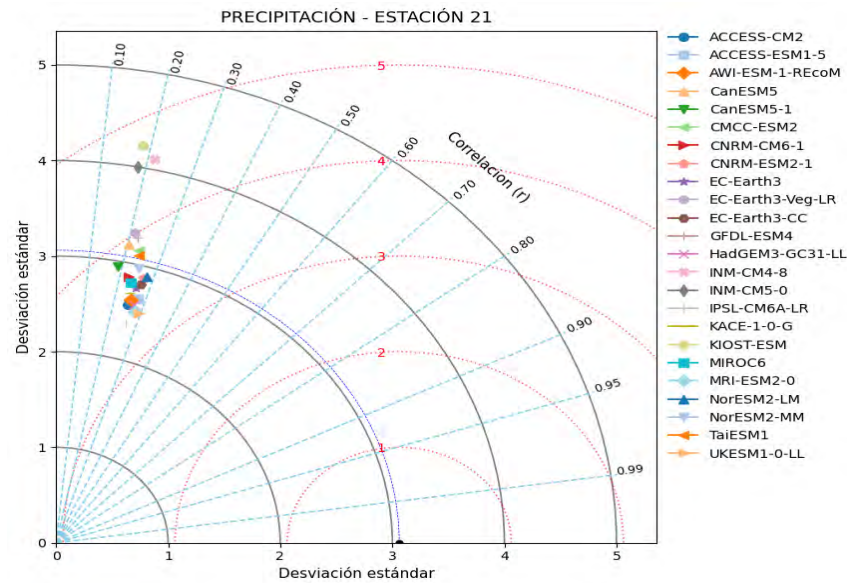 PRECIPITACIÓN - ESTACIÓN 21
Desviación estándar
5
4
3
2
1
0
0
1
2
3
4
5
Desviación estándar
0.10
0.20
0.30
0.40
0.50
0.60
0.70
0.80
0.90
0.95
0.99
Correlacion (r)
5
4
3
2
1
ACCESS-CM2
ACCESS-ESM1-5
AWI-ESM-1-REcoM
CanESM5
CanESM5-1
CMCC-ESM2
CNRM-CM6-1
CNRM-ESM2-1
EC-Earth3
EC-Earth3-Veg-LR
EC-Earth3-CC
GFDL-ESM4
HadGEM3-GC31-LL
INM-CM4-8
INM-CM5-0
IPSL-CM6A-LR
KACE-1-0-G
KIOST-ESM
MIROC6
MRI-ESM2-0
NorESM2-LM
NorESM2-MM
TaiESM1
UKESM1-0-LL